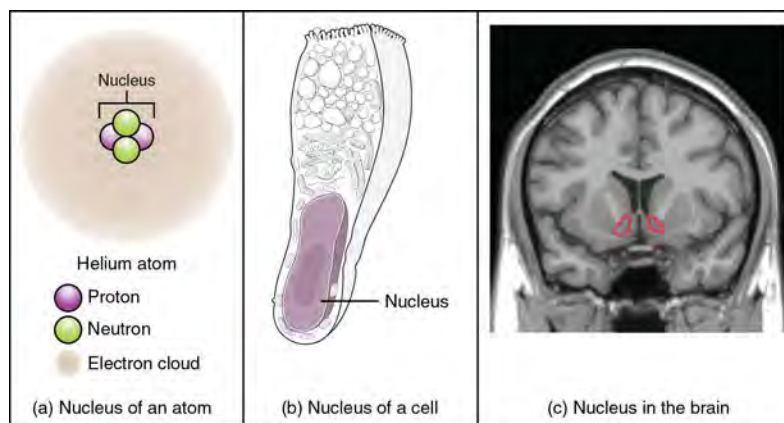 Nucleus
Helium atom
Proton
Neutron
Electron cloud
(a) Nucleus of an atom
Nucleus
(b) Nucleus of a cell
(c) Nucleus in the brain